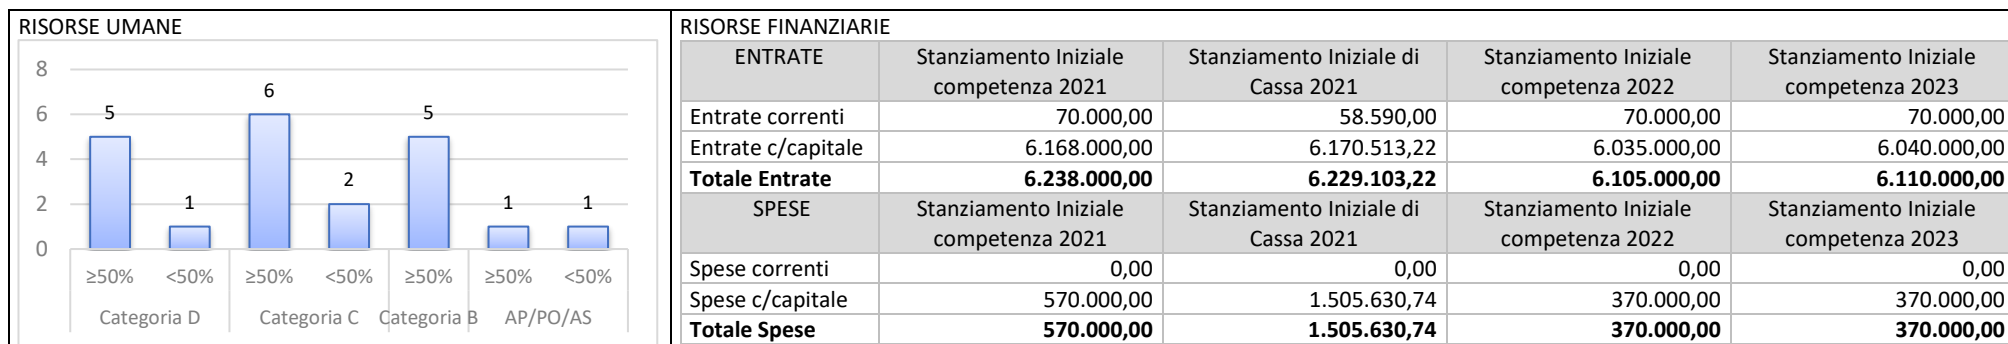 RISORSE UMANE
8
6
4
2
0
5
1
6
2
5
1
1
≥50% <50% ≥50% <50% ≥50% ≥50% <50%
Categoria D Categoria C Categoria B AP/PO/AS
RISORSE FINANZIARIE
ENTRATE Stanziamento Iniziale Stanziamento Iniziale di Stanziamento Iniziale Stanziamento Iniziale
competenza 2021 Cassa 2021 competenza 2022 competenza 2023
Entrate correnti 70.000,00 58.590,00 70.000,00 70.000,00
Entrate c/capitale 6.168.000,00 6.170.513,22 6.035.000,00 6.040.000,00
Totale Entrate 6.238.000,00 6.229.103,22 6.105.000,00 6.110.000,00
SPESE Stanziamento Iniziale Stanziamento Iniziale di Stanziamento Iniziale Stanziamento Iniziale
competenza 2021 Cassa 2021 competenza 2022 competenza 2023
Spese correnti 0,00 0,00 0,00 0,00
Spese c/capitale 570.000,00 1.505.630,74 370.000,00 370.000,00
Totale Spese 570.000,00 1.505.630,74 370.000,00 370.000,00